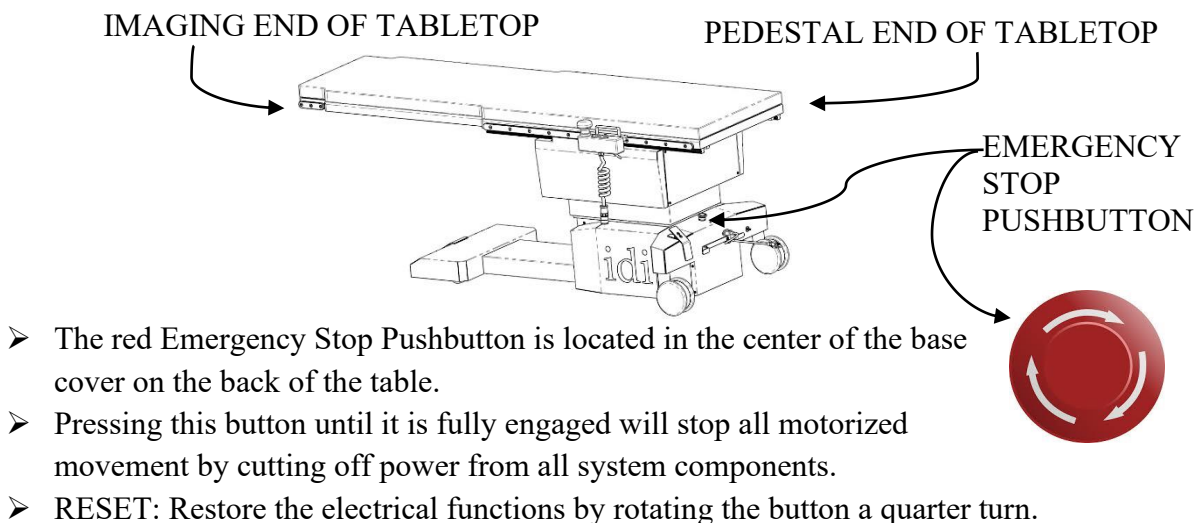 IMAGING END OF TABLETOP
PEDESTAL END OF TABLETOP
EMERGENCY
STOP
PUSHBUTTON
idi
➢ The red Emergency Stop Pushbutton is located in the center of the base
cover on the back of the table.
➢ Pressing this button until it is fully engaged will stop all motorized
movement by cutting off power from all system components.
➢ RESET: Restore the electrical functions by rotating the button a quarter turn.